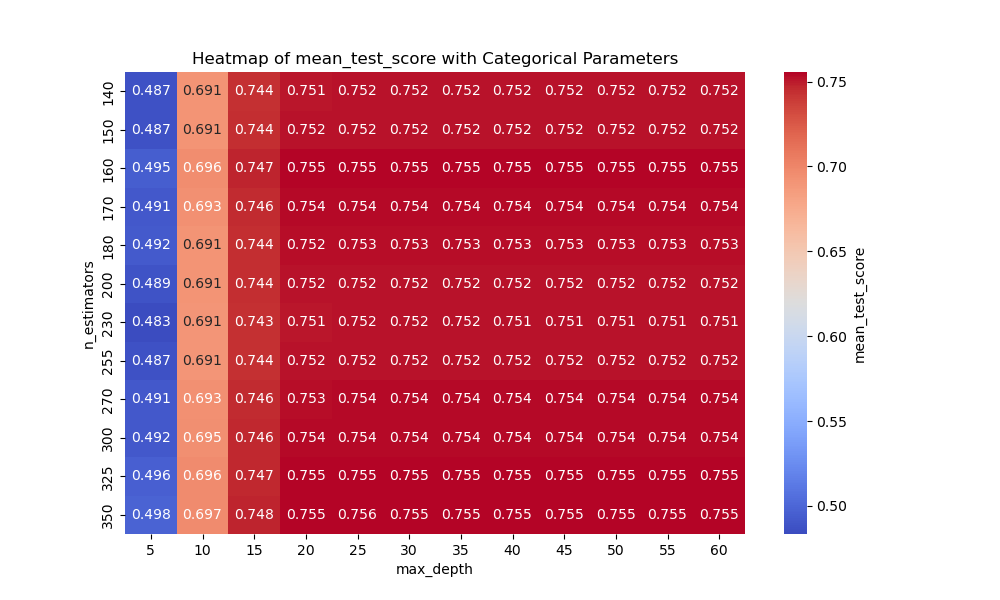 Heatmap of mean_test_score with Categorical Parameters
n_estimators
140 0.487 0.691 0.744 0.751 0.752 0.752 0.752 0.752 0.752 0.752 0.752 0.752
150 0.487 0.691 0.744 0.752 0.752 0.752 0.752 0.752 0.752 0.752 0.752 0.752
160 0.495 0.696 0.747 0.755 0.755 0.755 0.755 0.755 0.755 0.755 0.755 0.755
170 0.491 0.693 0.746 0.754 0.754 0.754 0.754 0.754 0.754 0.754 0.754 0.754
180 0.492 0.691 0.744 0.752 0.753 0.753 0.753 0.753 0.753 0.753 0.753 0.753
200 0.489 0.691 0.744 0.752 0.752 0.752 0.752 0.752 0.752 0.752 0.752 0.752
230 0.483 0.691 0.743 0.751 0.752 0.752 0.752 0.751 0.751 0.751 0.751 0.751
255 0.487 0.691 0.744 0.752 0.752 0.752 0.752 0.752 0.752 0.752 0.752 0.752
270 0.491 0.693 0.746 0.753 0.754 0.754 0.754 0.754 0.754 0.754 0.754 0.754
300 0.492 0.695 0.746 0.754 0.754 0.754 0.754 0.754 0.754 0.754 0.754 0.754
325 0.496 0.696 0.747 0.755 0.755 0.755 0.755 0.755 0.755 0.755 0.755 0.755
350 0.498 0.697 0.748 0.755 0.756 0.755 0.755 0.755 0.755 0.755 0.755 0.755
5 10 15 20 25 30 35 40 45 50 55 60
max_depth
0.75
0.70
0.65
0.60
0.55
0.50
mean_test_score